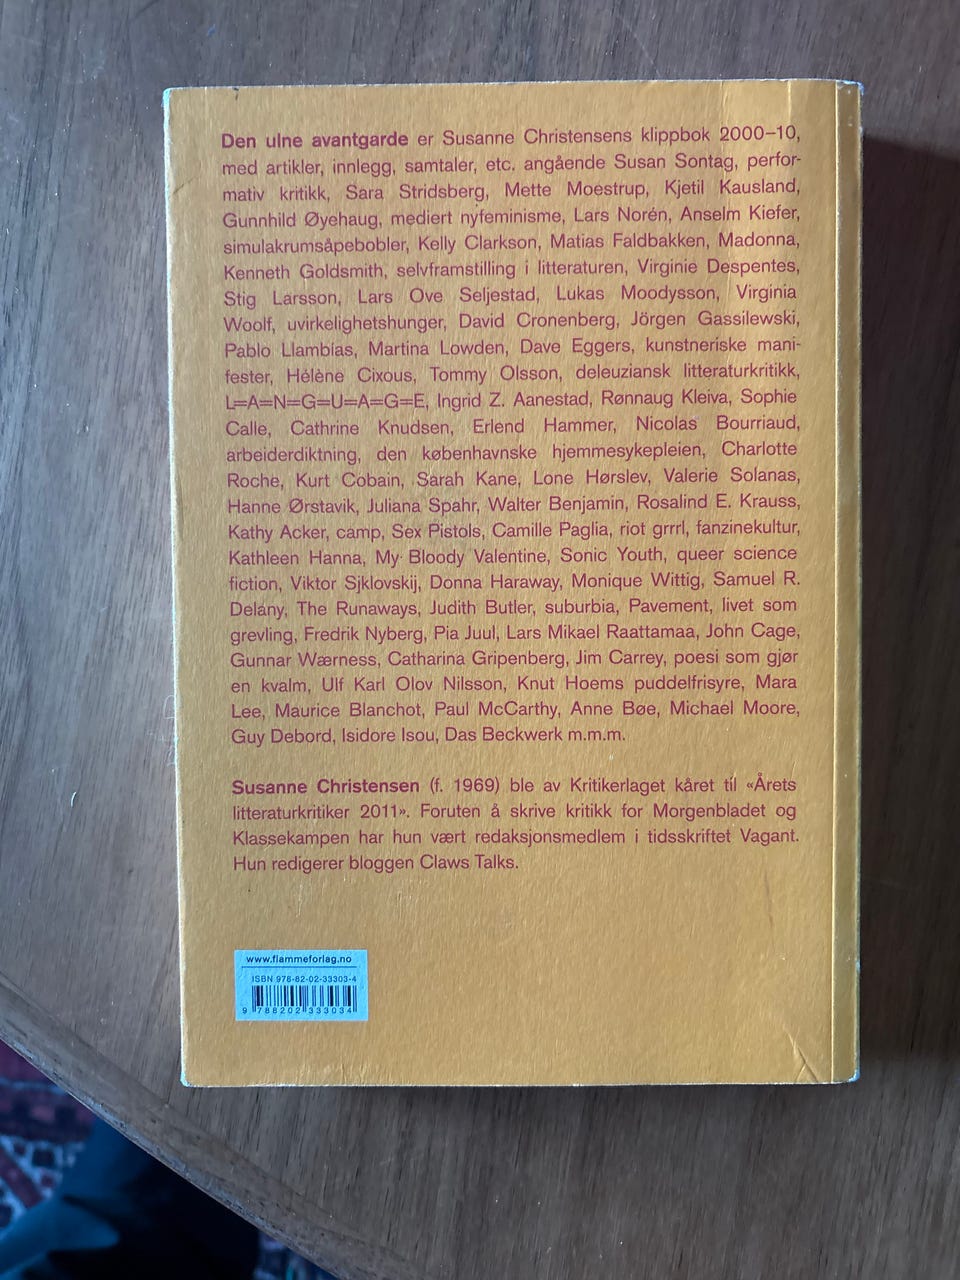 Den ulne avantgarde er Susanne Christensens klippbok 2000–10,
med artikler, innlegg, samtaler, etc. angående Susan Sontag, perfor-
mativ kritikk, Sara Stridsberg, Mette Moestrup, Kjetil Kausland,
Gunnhild Øyehaug, mediert nyfeminisme, Lars Norén, Anselm Kiefer,
simulakrumsåpebobler, Kelly Clarkson, Matias Faldbakken, Madonna,
Kenneth Goldsmith, selvframstilling i litteraturen, Virginie Despentes,
Stig Larsson, Lars Ove Seljestad, Lukas Moodysson, Virginia
Woolf, uvirkelighetshunger, David Cronenberg, Jörgen Gassilewski,
Pablo Llambías, Martina Lowden, Dave Eggers, kunstneriske mani-
fester, Hélène Cixous, Tommy Olsson, deleuziansk litteraturkritikk,
L=A=N=G=U=A=G=E, Ingrid Z. Aanestad, Rønnaug Kleiva, Sophie
Calle, Cathrine Knudsen, Erlend Hammer, Nicolas Bourriaud,
arbeiderdiktning, den københavnske hjemmesykepleien, Charlotte
Roche, Kurt Cobain, Sarah Kane, Lone Hørslev, Valerie Solanas,
Hanne Ørstavik, Juliana Spahr, Walter Benjamin, Rosalind E. Krauss,
Kathy Acker, camp, Sex Pistols, Camille Paglia, riot grrrl, fanzinekultur,
Kathleen Hanna, My Bloody Valentine, Sonic Youth, queer science
fiction, Viktor Sjklovskij, Donna Haraway, Monique Wittig, Samuel R.
Delany, The Runaways, Judith Butler, suburbia, Pavement, livet som
grevling, Fredrik Nyberg, Pia Juul, Lars Mikael Raattamaa, John Cage,
Gunnar Wærness, Catharina Gripenberg, Jim Carrey, poesi som gjør
en kvalm, Ulf Karl Olov Nilsson, Knut Hoems puddelfrisyre, Mara
Lee, Maurice Blanchot, Paul McCarthy, Anne Bøe, Michael Moore,
Guy Debord, Isidore Isou, Das Beckwerk m.m.m.
Susanne Christensen (f. 1969) ble av Kritikerlaget kåret til «Årets
litteraturkritiker 2011». Foruten å skrive kritikk for Morgenbladet og
Klassekampen har hun vært redaksjonsmedlem i tidsskriftet Vagant.
Hun redigerer bloggen Claws Talks.
www.flammeforlag.no
ISBN 978-82-02-33303-4
9 788202 333034